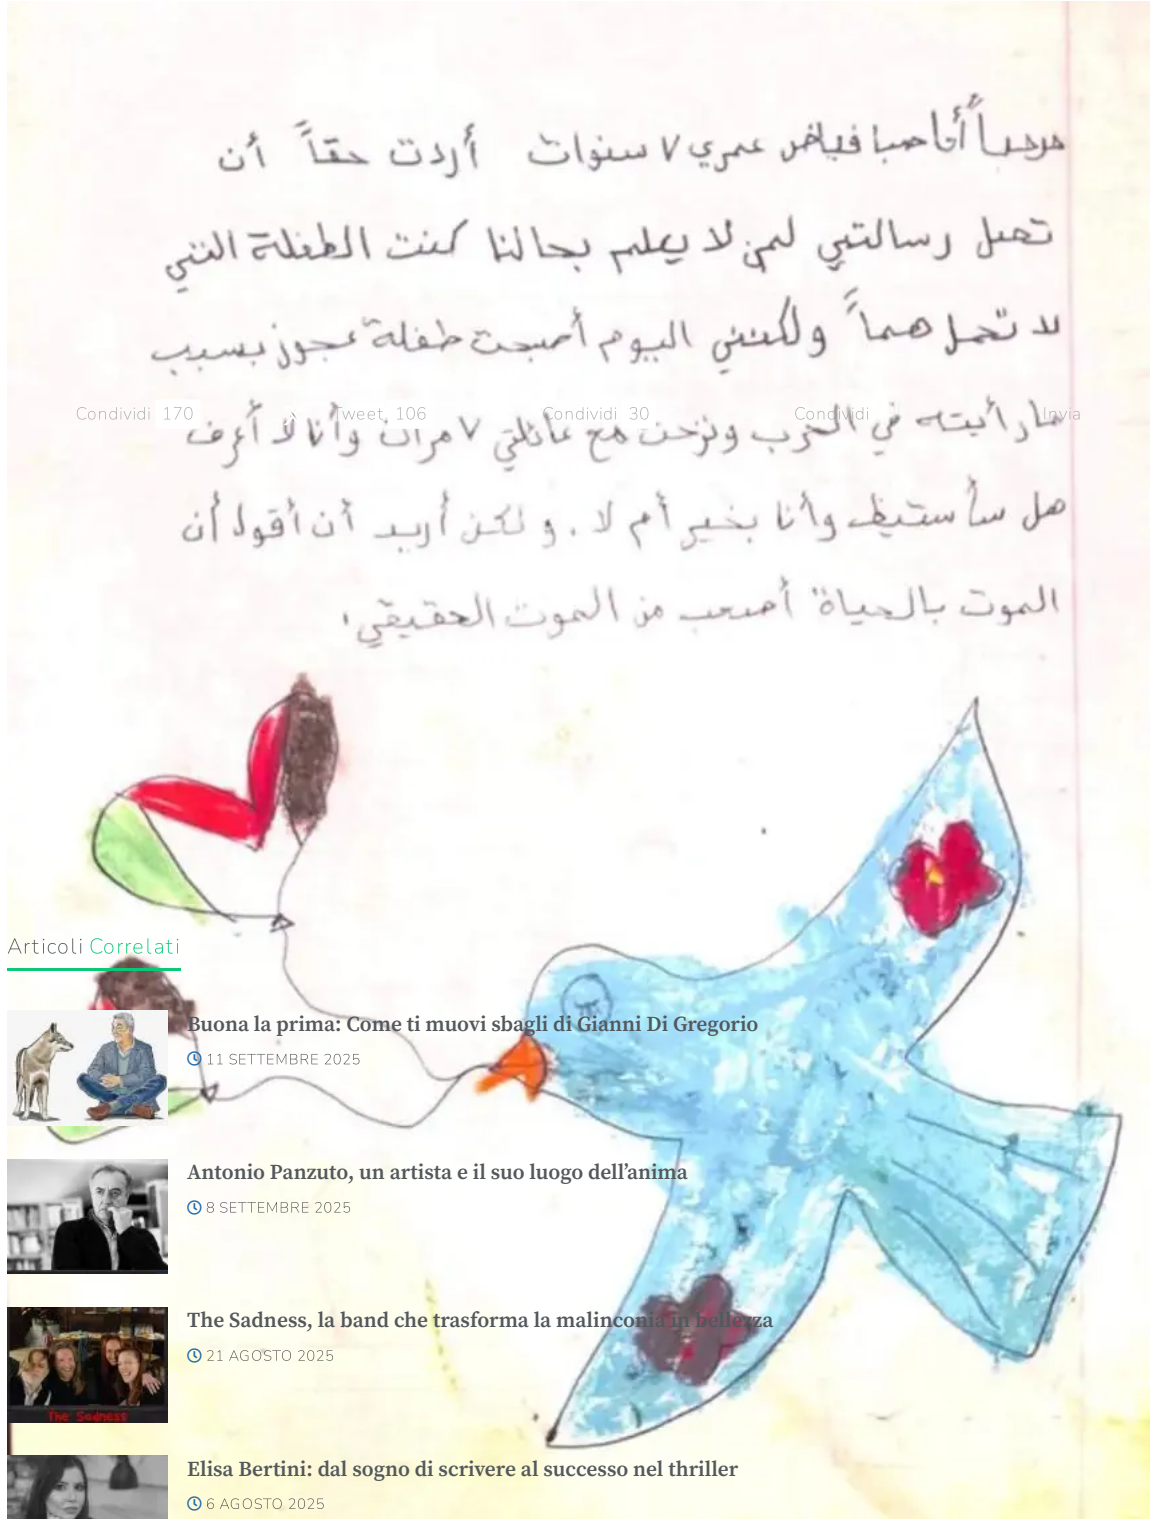 مرحباً أنا صبا فياض عمري ٧ سنوات أردت حقاً أن
تصل رسالتي لمن لا يعلم بحالنا كنت الطفلة التي
لا تحمل هماً ولكنني اليوم أصبحت طفلة عجوز بسبب
ما رأيته في الحرب ونزحت مع عائلتي ٧ مرات وأنا لا أعرف
Condividi 170 Tweet 106 Condividi 30 Condividi Invia
هل سأستيقظ وأنا بخير أم لا . ولكن أريد أن أقول أن
الموت بالحياة أصعب من الموت الحقيقي
Articoli Correlati
Buona la prima: Come ti muovi sbagli di Gianni Di Gregorio
11 SETTEMBRE 2025
Antonio Panzuto, un artista e il suo luogo dell’anima
8 SETTEMBRE 2025
The Sadness, la band che trasforma la malinconia in bellezza
21 AGOSTO 2025
The Sadness
Elisa Bertini: dal sogno di scrivere al successo nel thriller
6 AGOSTO 2025